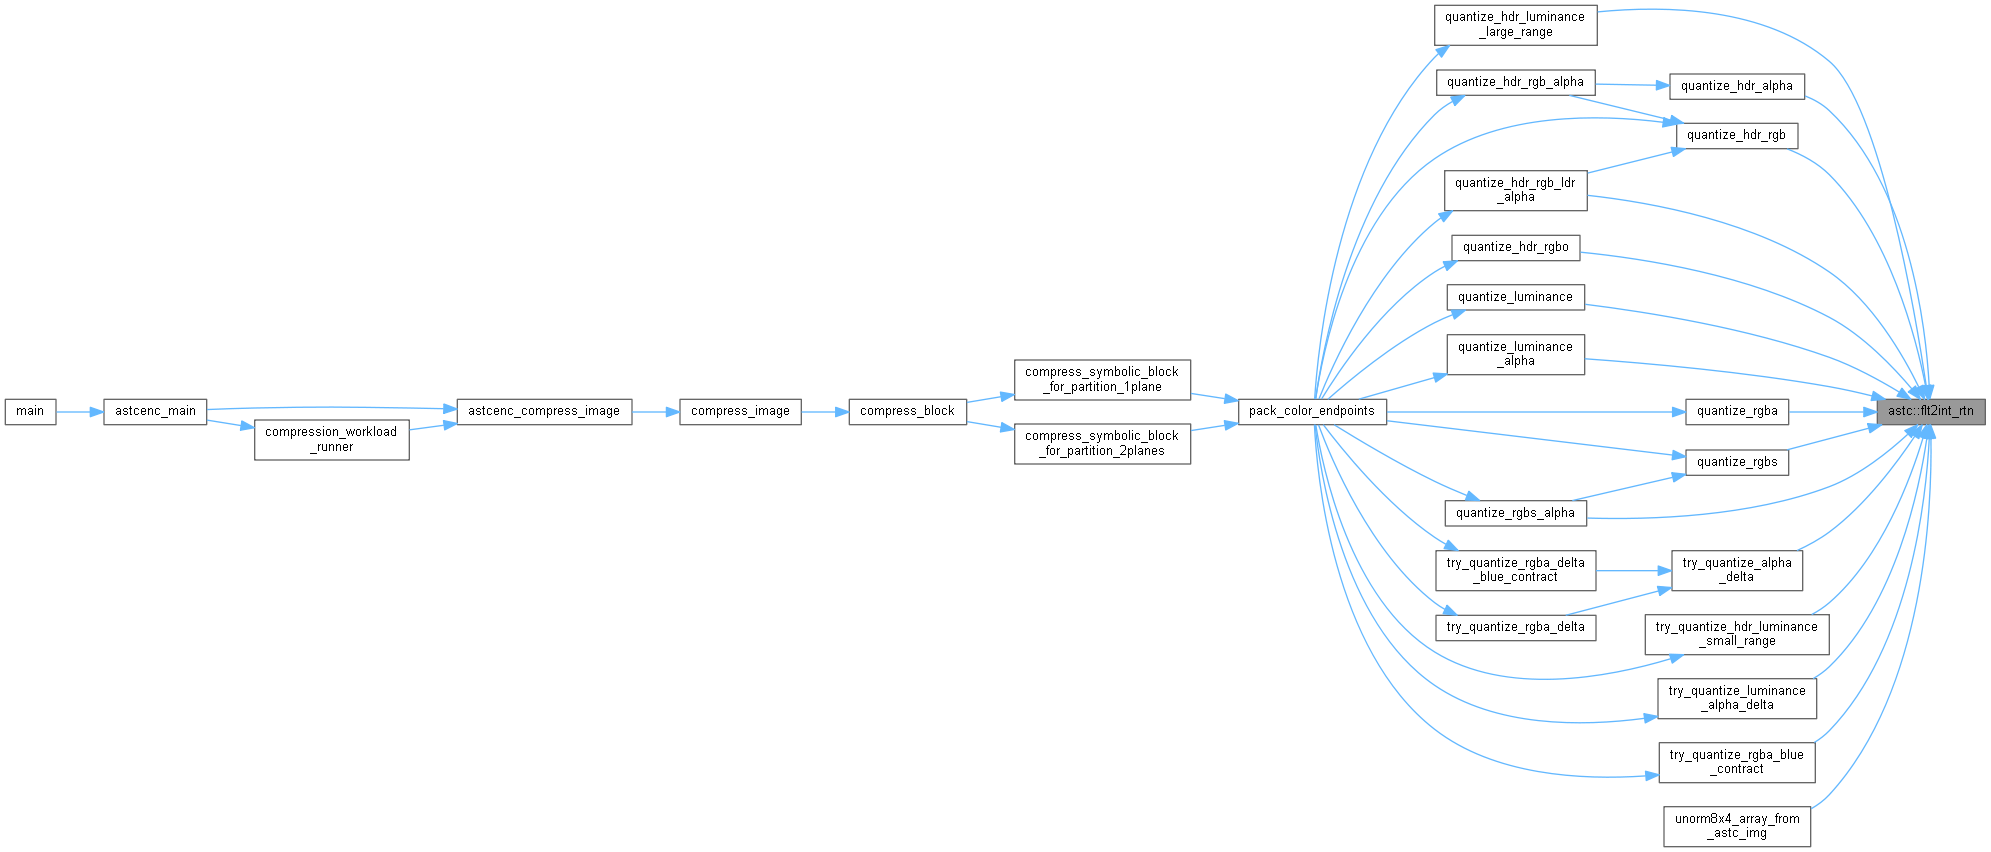 main
astcenc_main
compression_workload
_runner
astcenc_compress_image
compress_image
compress_block
compress_symbolic_block
_for_partition_1plane
compress_symbolic_block
_for_partition_2planes
pack_color_endpoints
quantize_hdr_luminance
_large_range
quantize_hdr_rgb_alpha
quantize_hdr_alpha
quantize_hdr_rgb
quantize_hdr_rgb_ldr
_alpha
quantize_hdr_rgbo
quantize_luminance
quantize_luminance
_alpha
quantize_rgba
astc::flt2int_rtn
quantize_rgbs
quantize_rgbs_alpha
try_quantize_rgba_delta
_blue_contract
try_quantize_alpha
_delta
try_quantize_rgba_delta
try_quantize_hdr_luminance
_small_range
try_quantize_luminance
_alpha_delta
try_quantize_rgba_blue
_contract
unorm8x4_array_from
_astc_img